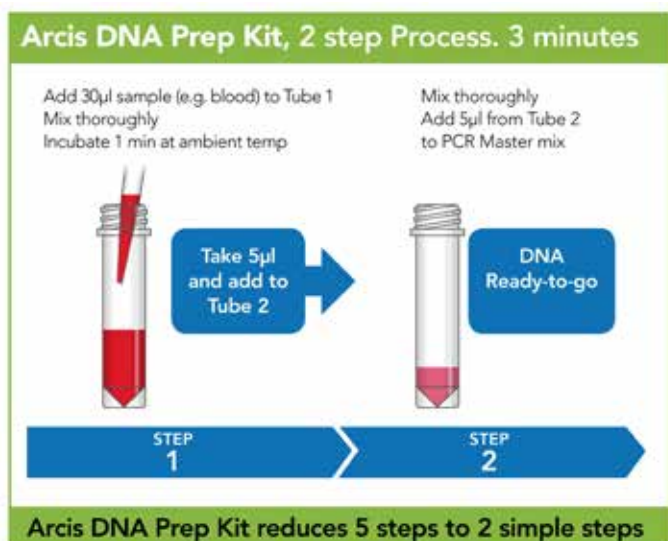 Arcis DNA Prep Kit, 2 step Process. 3 minutes
Add 30µl sample (e.g. blood) to Tube 1
Mix thoroughly
Incubate 1 min at ambient temp
Mix thoroughly
Add 5µl from Tube 2
to PCR Master mix
Take 5µl
and add to
Tube 2
DNA
Ready-to-go
STEP
1
STEP
2
Arcis DNA Prep Kit reduces 5 steps to 2 simple steps